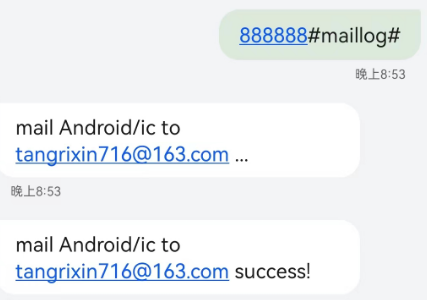 888888#maillog#
晚上8:53
mail Android/ic to
tangrixin716@163.com ...
晚上8:53
mail Android/ic to
tangrixin716@163.com success!